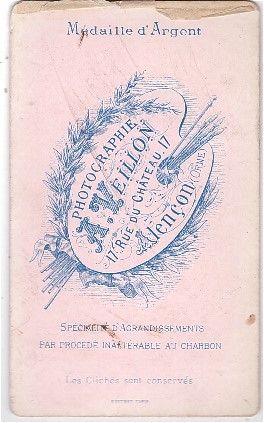 Médaille d'Argent
PHOTOGRAPHIE
A. VEILLON
17, RUE DU CHÂTEAU, 17
Alençon (ORNE)
SPÉCIALITÉ D'AGRANDISSEMENTS
PAR PROCÉDÉ INALTÉRABLE AU CHARBON
Les Clichés sont conservés